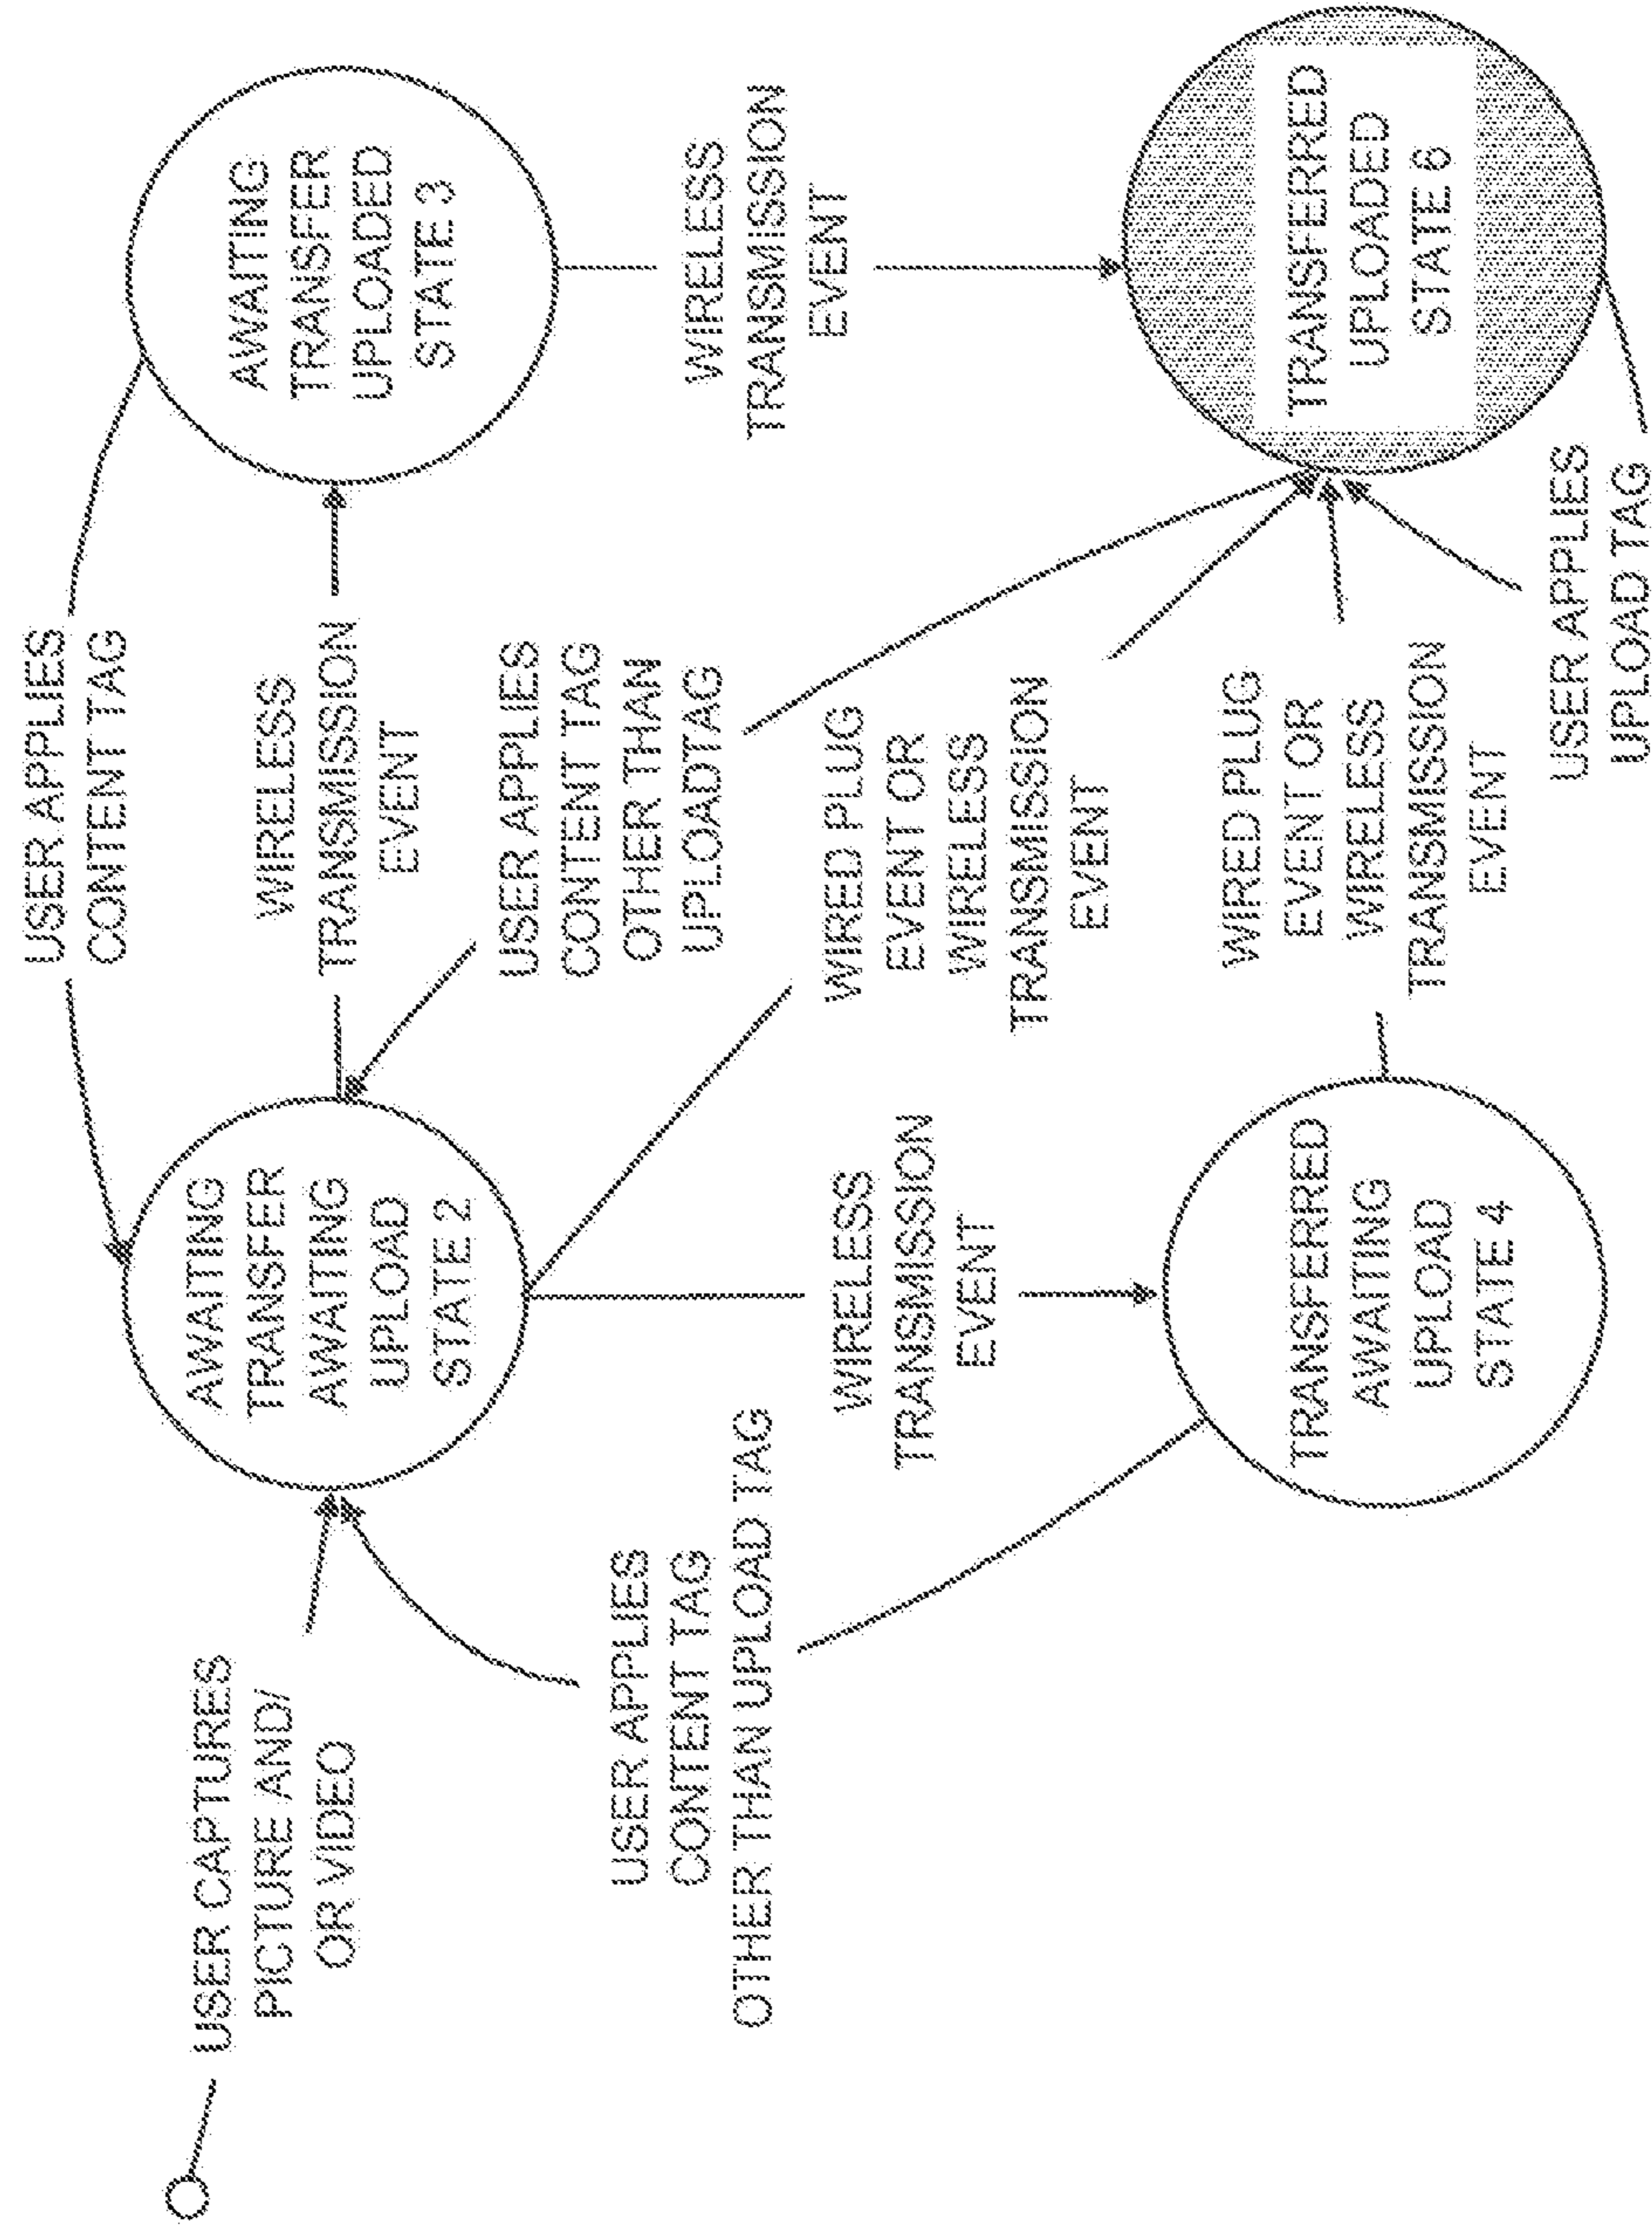 USER CAPTURES
PICTURE AND/
OR VIDEO
AWAITING
TRANSFER
AWAITING
UPLOAD
STATE 2
USER APPLIES
CONTENT TAG
WIRELESS
TRANSMISSION
EVENT
AWAITING
TRANSFER
UPLOADED
STATE 3
USER APPLIES
CONTENT TAG
OTHER THAN
UPLOADTAG
USER APPLIES
CONTENT TAG
OTHER THAN UPLOAD TAG
WIRELESS
TRANSMISSION
EVENT
WIRED PLUG
EVENT OR
WIRELESS
TRANSMISSION
EVENT
WIRELESS
TRANSMISSION
EVENT
TRANSFERRED
AWAITING
UPLOAD
STATE 4
WIRED PLUG
EVENT OR
WIRELESS
TRANSMISSION
EVENT
TRANSFERRED
UPLOADED
STATE 6
USER APPLIES
UPLOAD TAG